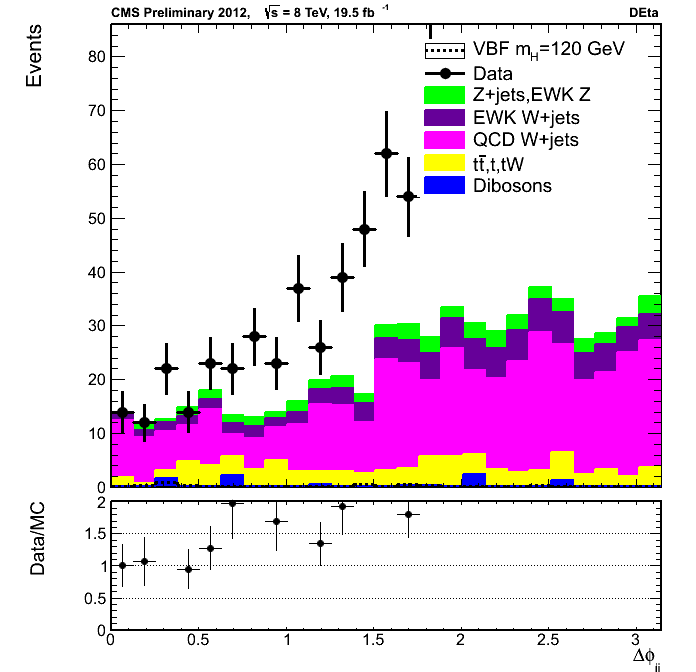 CMS Preliminary 2012, √s = 8 TeV, 19.5 fb⁻¹ DEta
Events
VBF m_H=120 GeV
Data
Z+jets,EWK Z
EWK W+jets
QCD W+jets
tt̄,t,tW
Dibosons
80
70
60
50
40
30
20
10
0
Data/MC
2
1.5
1
0.5
0
0 0.5 1 1.5 2 2.5 3
Δϕ_jj